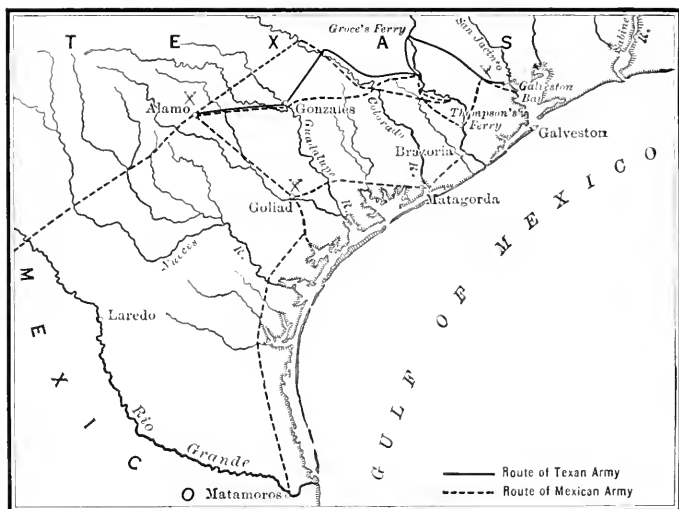 T E X A S
Groce's Ferry
San Jacinto
Sabine
R.
Alamo
Gonzales
Galveston
Bay
Colorado
R.
Thompson's
Ferry
Galveston
Guadalupe
R.
Brazoria
Goliad
Matagorda
Nueces
R.
Laredo
MEXICO
Rio
Grande
Matamoros
GULF OF MEXICO
Route of Texan Army
Route of Mexican Army